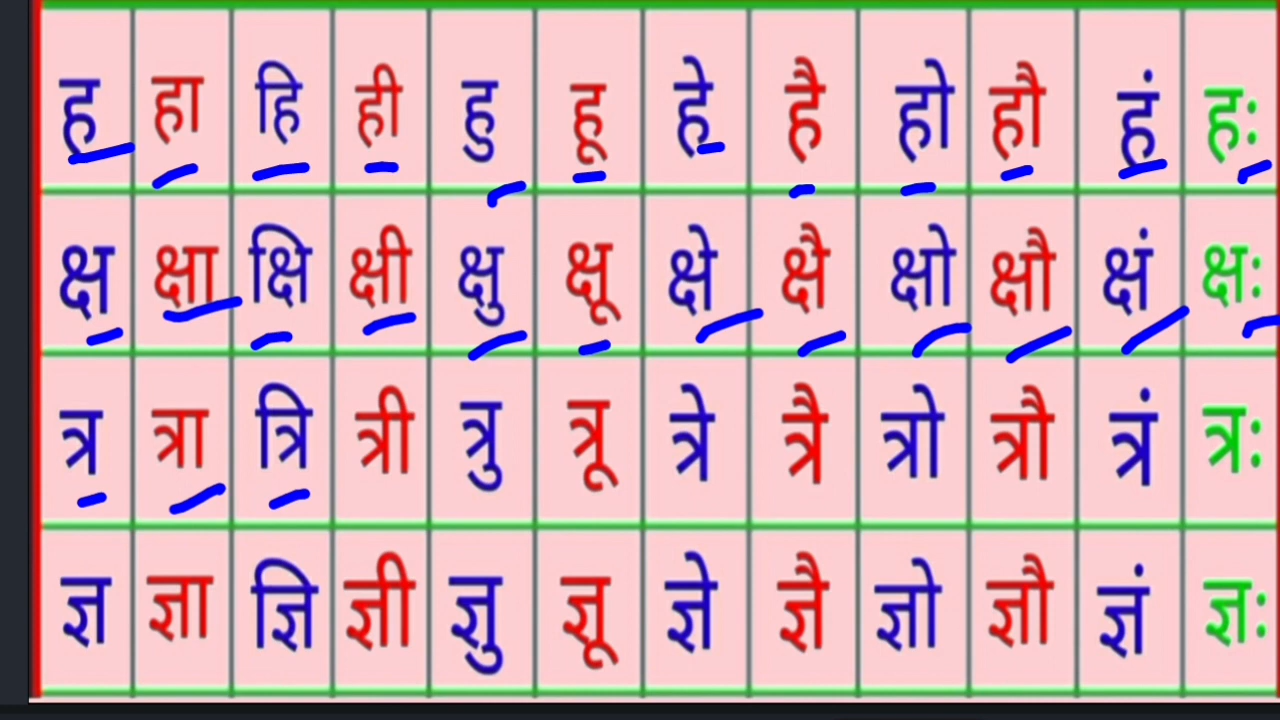 ह हा हि ही हु हू हे है हो हौ हं हः
क्ष क्षा क्षि क्षी क्षु क्षू क्षे क्षै क्षो क्षौ क्षं क्षः
त्र त्रा त्रि त्री त्रु त्रू त्रे त्रै त्रो त्रौ त्रं त्रः
ज्ञ ज्ञा ज्ञि ज्ञी ज्ञु ज्ञू ज्ञे ज्ञै ज्ञो ज्ञौ ज्ञं ज्ञः